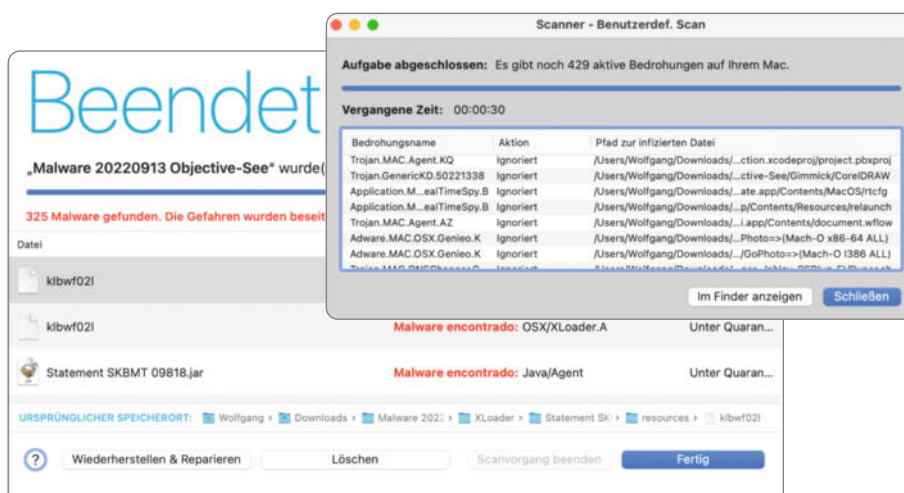 Scanner - Benutzerdef. Scan
Aufgabe abgeschlossen: Es gibt noch 429 aktive Bedrohungen auf Ihrem Mac.
Vergangene Zeit: 00:00:30
Bedrohungsname Aktion Pfad zur infizierten Datei
Trojan.MAC.Agent.KQ Ignoriert /Users/Wolfgang/Downloads/...ction.xcodeproj/project.pbxproj
Trojan.GenericKD.50221338 Ignoriert /Users/Wolfgang/Downloads/...ctive-See/Gimmick/CorelDRAW
Application.M...ealTimeSpy.B Ignoriert /Users/Wolfgang/Downloads/...ate.app/Contents/MacOS/rtcfg
Application.M...ealTimeSpy.B Ignoriert /Users/Wolfgang/Downloads/...p/Contents/Resources/relaunch
Trojan.MAC.Agent.AZ Ignoriert /Users/Wolfgang/Downloads/...i.app/Contents/document.wflow
Adware.MAC.OSX.Genieo.K Ignoriert /Users/Wolfgang/Downloads/...Photo=>(Mach-O x86-64 ALL)
Adware.MAC.OSX.Genieo.K Ignoriert /Users/Wolfgang/Downloads/.../GoPhoto=>(Mach-O I386 ALL)
Im Finder anzeigen Schließen
Beendet
„Malware 20220913 Objective-See“ wurde(
325 Malware gefunden. Die Gefahren wurden beseit
Datei
klbwf02l
klbwf02l Malware encontrado: OSX/XLoader.A Unter Quaran...
Statement SKBMT 09818.jar Malware encontrado: Java/Agent Unter Quaran...
URSPRÜNGLICHER SPEICHERORT: Wolfgang › Downloads › Malware 202 › XLoader › Statement SK › resources › klbwf02l
? Wiederherstellen & Reparieren Löschen Scanvorgang beenden Fertig